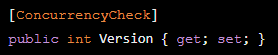 [ConcurrencyCheck]
public int Version { get; set; }